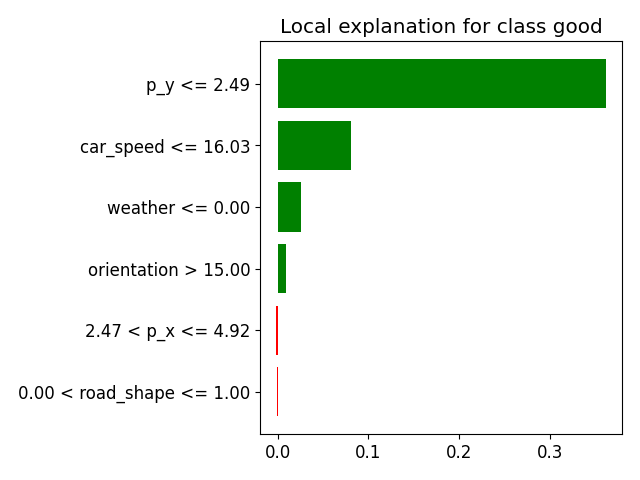 Local explanation for class good
p_y <= 2.49
car_speed <= 16.03
weather <= 0.00
orientation > 15.00
2.47 < p_x <= 4.92
0.00 < road_shape <= 1.00
0.0 0.1 0.2 0.3